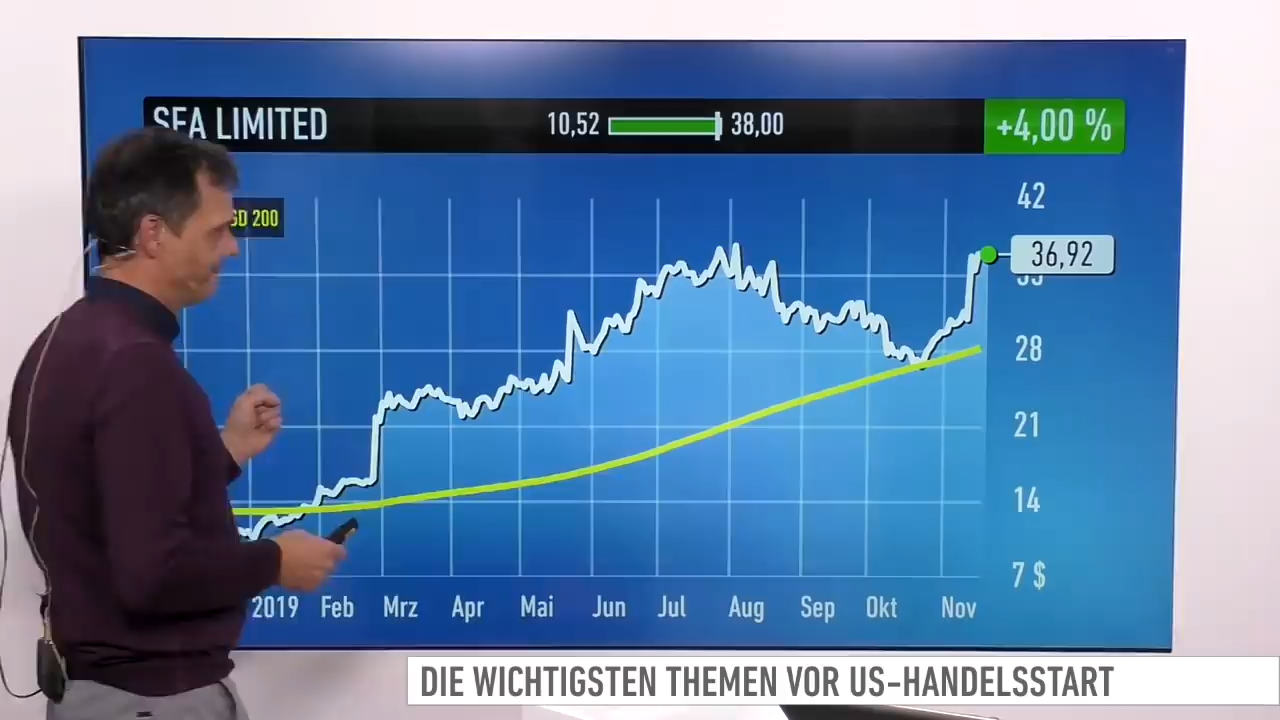 SEA LIMITED 10,52 38,00 +4,00 %
GD 200
42
36,92
35
28
21
14
7 $
2019 Feb Mrz Apr Mai Jun Jul Aug Sep Okt Nov
DIE WICHTIGSTEN THEMEN VOR US-HANDELSSTART